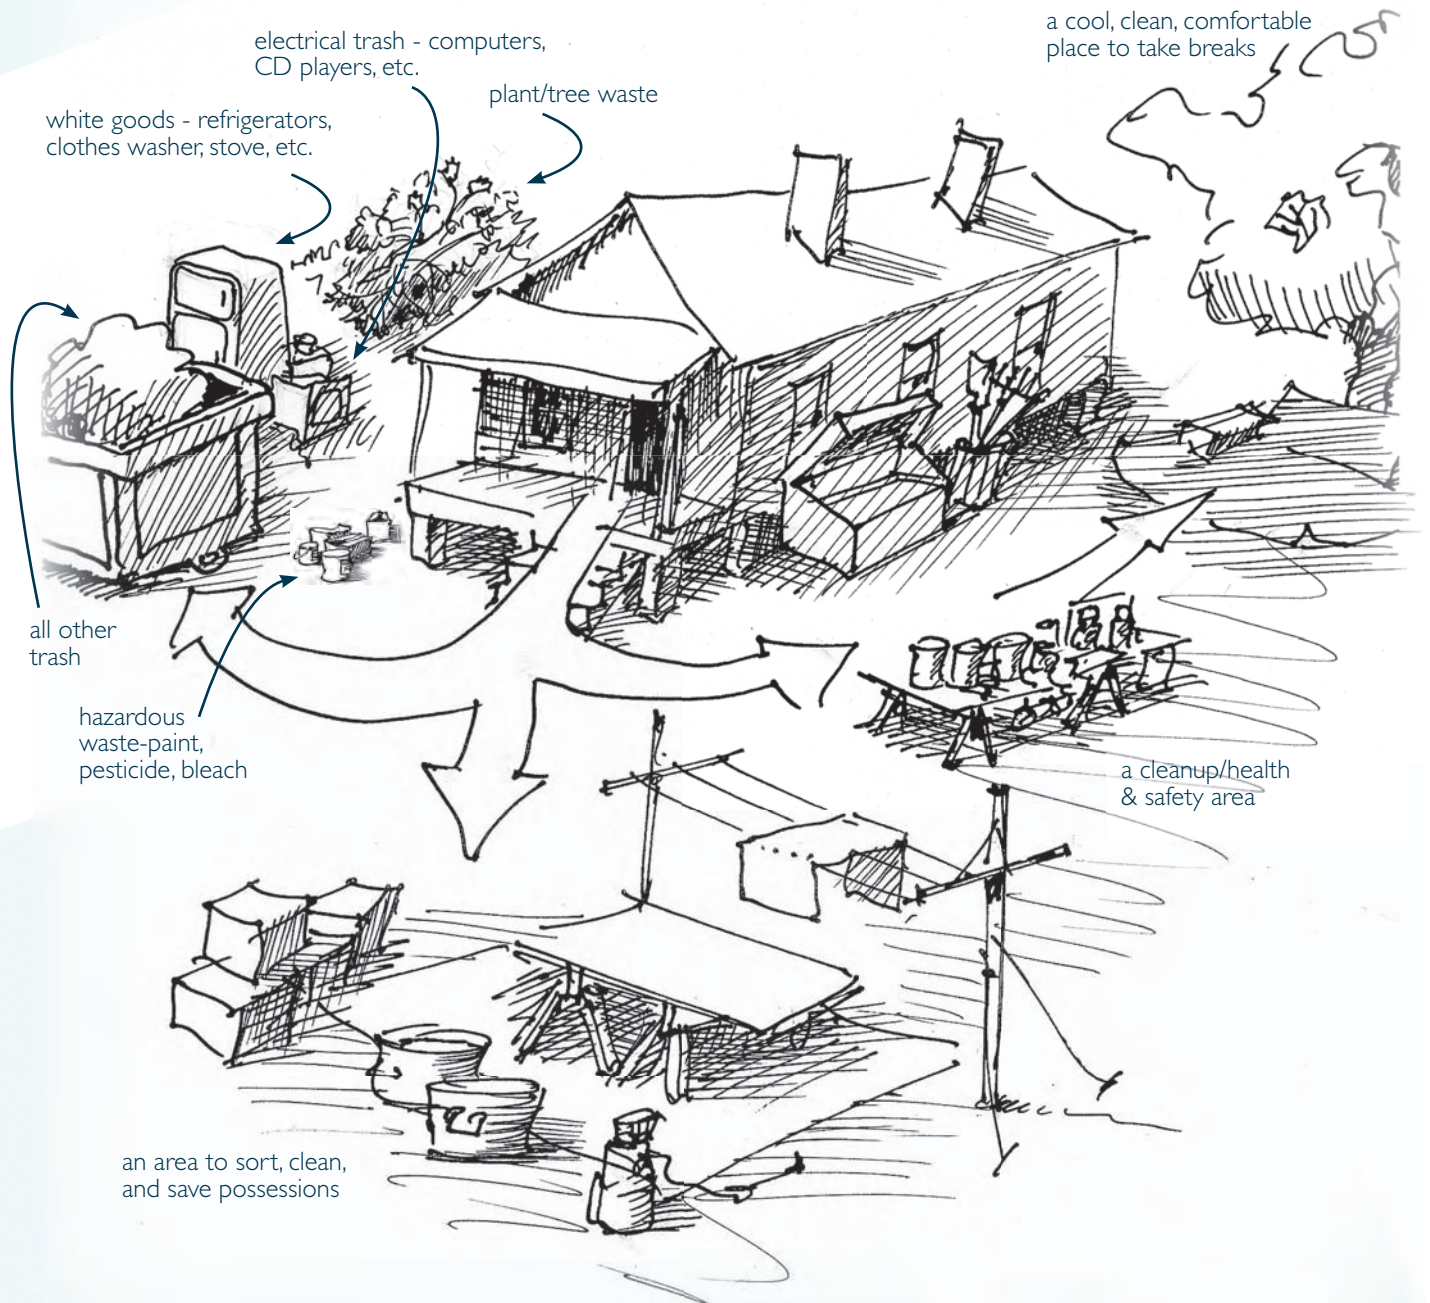 a cool, clean, comfortable
place to take breaks
electrical trash - computers,
CD players, etc.
plant/tree waste
white goods - refrigerators,
clothes washer, stove, etc.
all other
trash
hazardous
waste-paint,
pesticide, bleach
a cleanup/health
& safety area
an area to sort, clean,
and save possessions